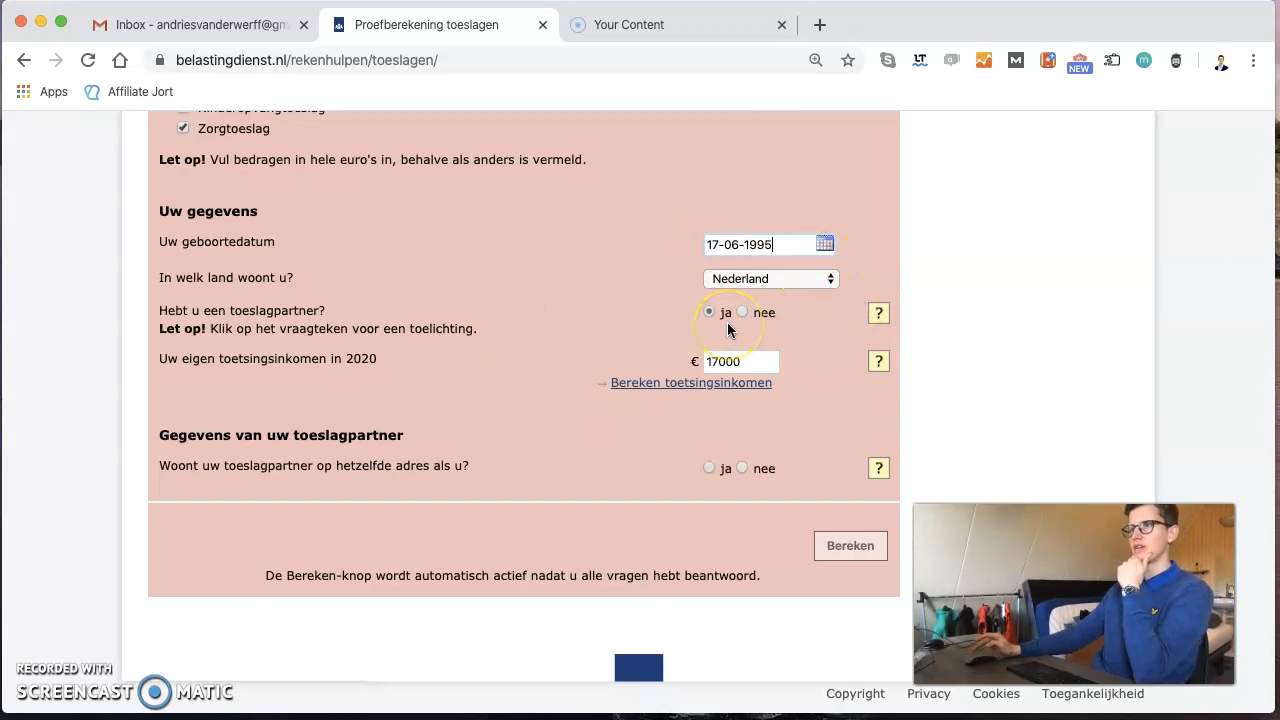 Inbox - andriesvanderwerff@gm
Proefberekening toeslagen
Your Content
belastingdienst.nl/rekenhulpen/toeslagen/
NEW
Apps
Affiliate Jort
Kinderopvangtoeslag
Zorgtoeslag
Let op! Vul bedragen in hele euro's in, behalve als anders is vermeld.
Uw gegevens
Uw geboortedatum
17-06-1995
In welk land woont u?
Nederland
Hebt u een toeslagpartner?
ja nee
?
Let op! Klik op het vraagteken voor een toelichting.
Uw eigen toetsingsinkomen in 2020
€ 17000
?
→ Bereken toetsingsinkomen
Gegevens van uw toeslagpartner
Woont uw toeslagpartner op hetzelfde adres als u?
ja nee
?
Bereken
De Bereken-knop wordt automatisch actief nadat u alle vragen hebt beantwoord.
RECORDED WITH
SCREENCAST MATIC
Copyright Privacy Cookies Toegankelijkheid